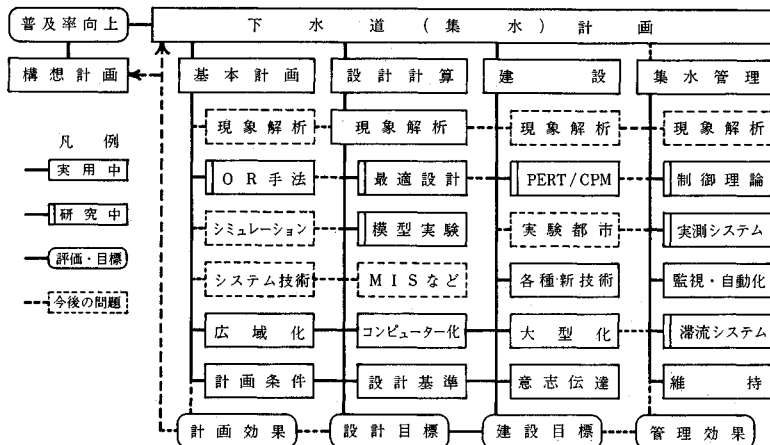 普及率向上
下水道(集水)計画
構想計画
基本計画
設計計算
建設
集水管理
現象解析
現象解析
現象解析
現象解析
凡例
実用中
研究中
評価・目標
今後の問題
OR手法
最適設計
PERT/CPM
制御理論
シミュレーション
模型実験
実験都市
実測システム
システム技術
MISなど
各種新技術
監視・自動化
広域化
コンピューター化
大型化
滞流システム
計画条件
設計基準
意志伝達
維持
計画効果
設計目標
建設目標
管理効果